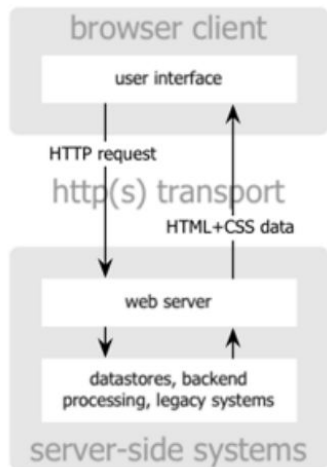 browser client
user interface
HTTP request
http(s) transport
HTML+CSS data
web server
datastores, backend
processing, legacy systems
server-side systems